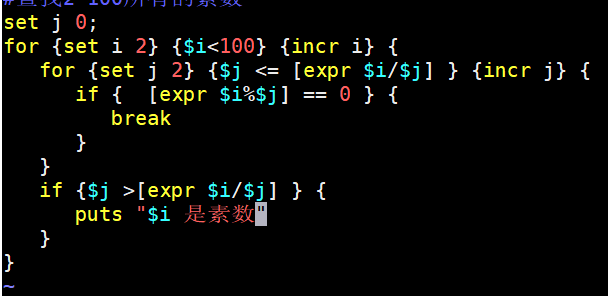 #查找2-100所有的素数
set j 0;
for {set i 2} {$i<100} {incr i} {
   for {set j 2} {$j <= [expr $i/$j] } {incr j} {
      if {  [expr $i%$j] == 0 } {
         break
      }
   }
   if {$j >[expr $i/$j] } {
      puts "$i 是素数"
   }
}
~